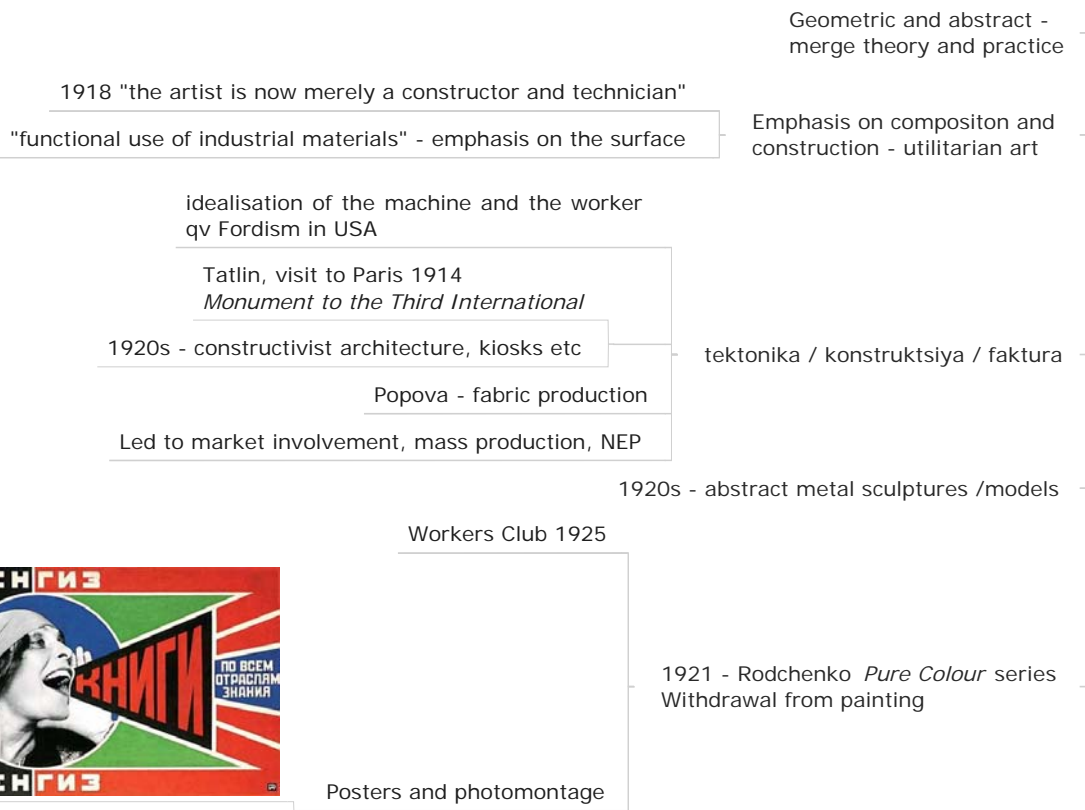 Geometric and abstract -
merge theory and practice
1918 "the artist is now merely a constructor and technician"
"functional use of industrial materials" - emphasis on the surface
Emphasis on compositon and
construction - utilitarian art
idealisation of the machine and the worker
qv Fordism in USA
Tatlin, visit to Paris 1914
Monument to the Third International
1920s - constructivist architecture, kiosks etc
Popova - fabric production
Led to market involvement, mass production, NEP
tektonika / konstruktsiya / faktura
1920s - abstract metal sculptures /models
Workers Club 1925
НГИЗ
КНИГИ
ПО ВСЕМ
ОТРАСЛЯМ
ЗНАНИЯ
НГИЗ
1921 - Rodchenko Pure Colour series
Withdrawal from painting
Posters and photomontage